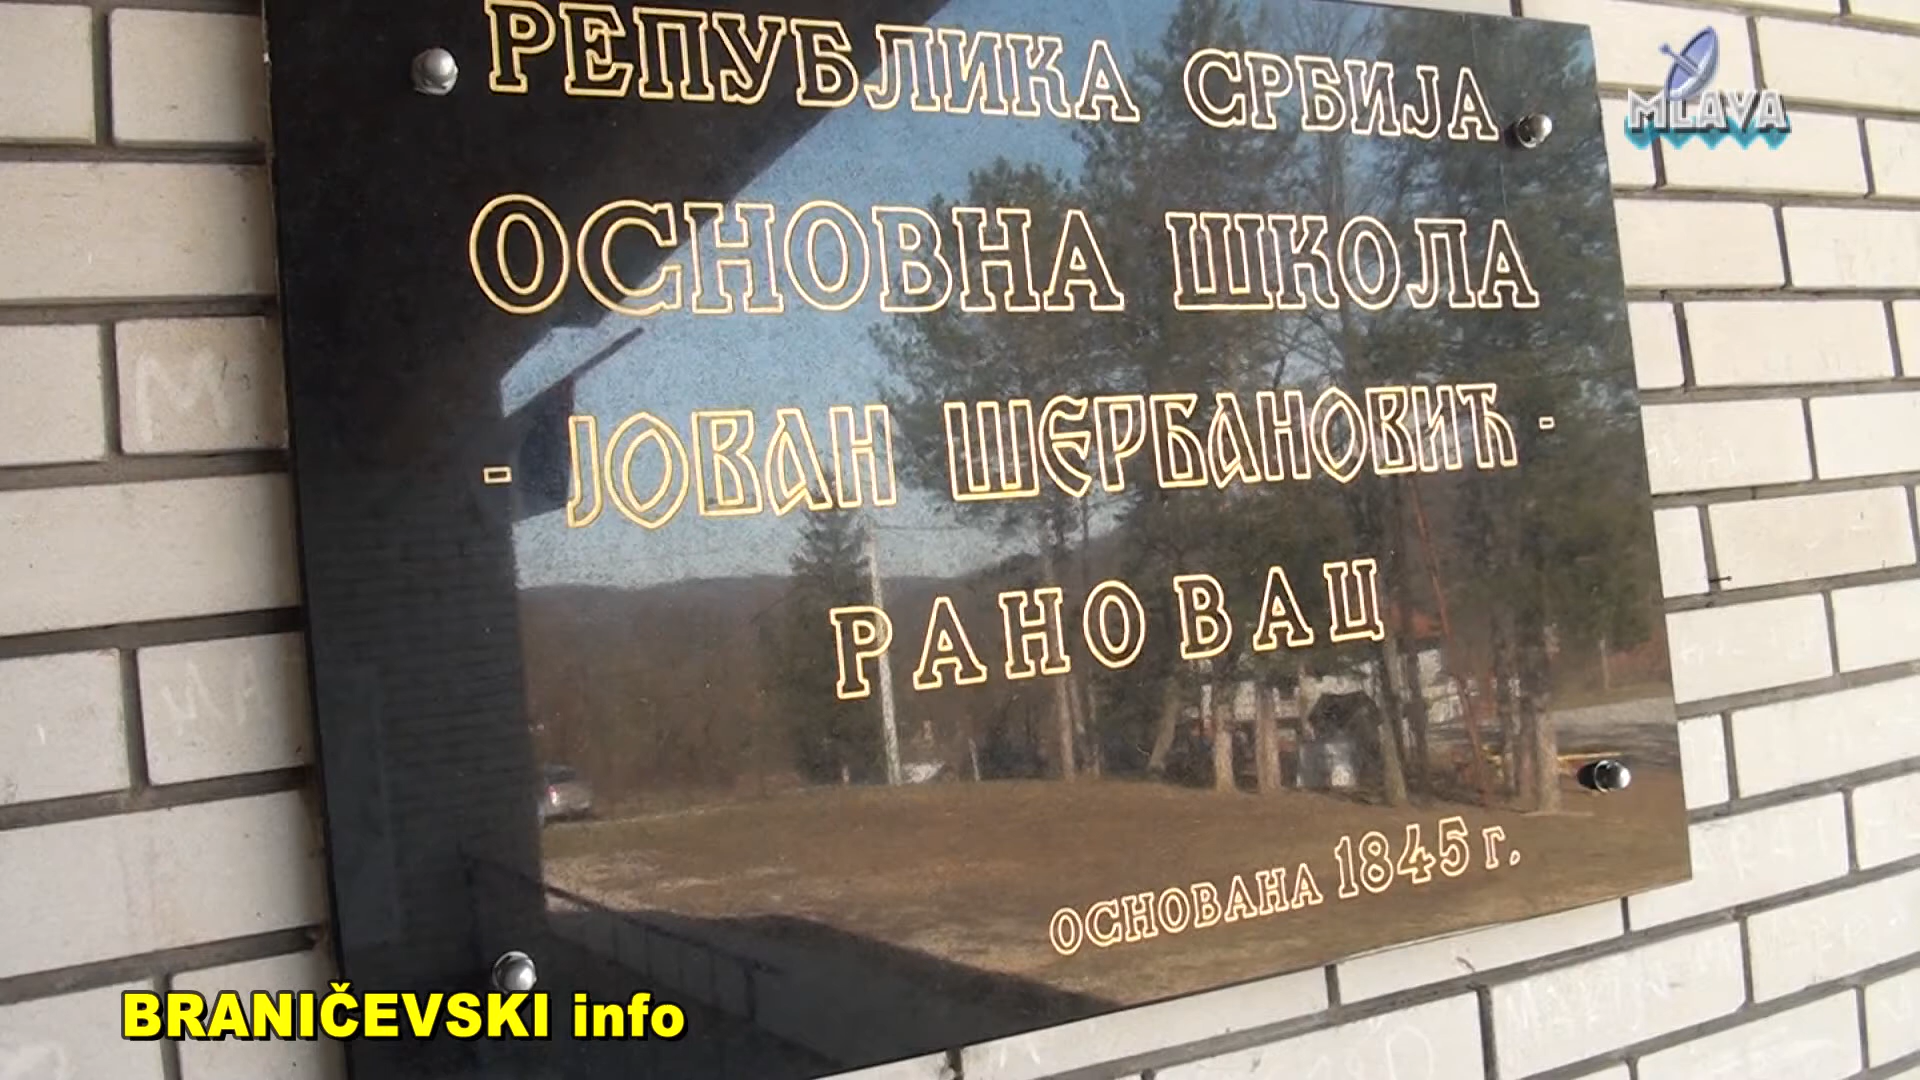 РЕПУБЛИКА СРБИЈА
MLAVA
ОСНОВНА ШКОЛА
- ЈОВАН ШЕРБАНОВИЋ -
РАНОВАЦ
ОСНОВАНА 1845 г.
BRANIČEVSKI info